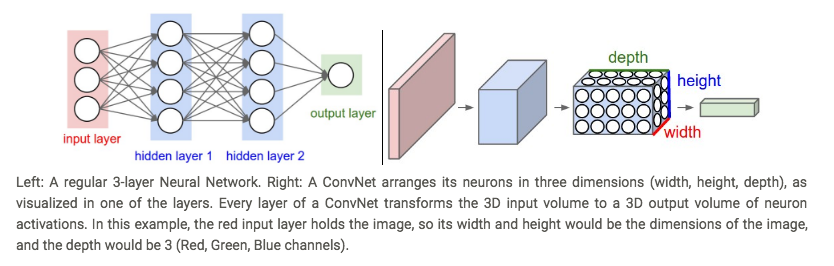 depth
height
width
output layer
input layer
hidden layer 1 hidden layer 2
Left: A regular 3-layer Neural Network. Right: A ConvNet arranges its neurons in three dimensions (width, height, depth), as
visualized in one of the layers. Every layer of a ConvNet transforms the 3D input volume to a 3D output volume of neuron
activations. In this example, the red input layer holds the image, so its width and height would be the dimensions of the image,
and the depth would be 3 (Red, Green, Blue channels).